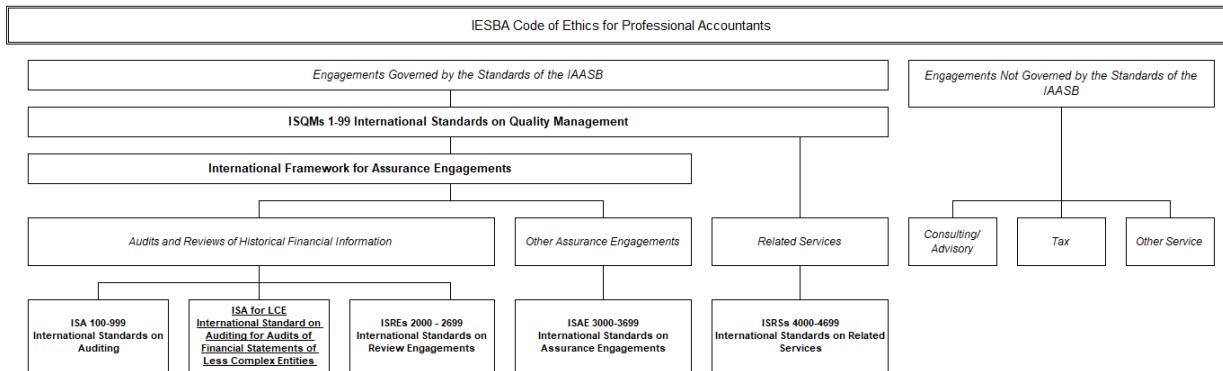 IESBA Code of Ethics for Professional Accountants
Engagements Governed by the Standards of the IAASB
Engagements Not Governed by the Standards of the
IAASB
ISQMs 1-99 International Standards on Quality Management
International Framework for Assurance Engagements
Audits and Reviews of Historical Financial Information
Other Assurance Engagements
Related Services
Consulting/
Advisory
Tax
Other Service
ISA 100-999
International Standards on
Auditing
ISA for LCE
International Standard on
Auditing for Audits of
Financial Statements of
Less Complex Entities
ISREs 2000 - 2699
International Standards on
Review Engagements
ISAE 3000-3699
International Standards on
Assurance Engagements
ISRSs 4000-4699
International Standards on Related
Services